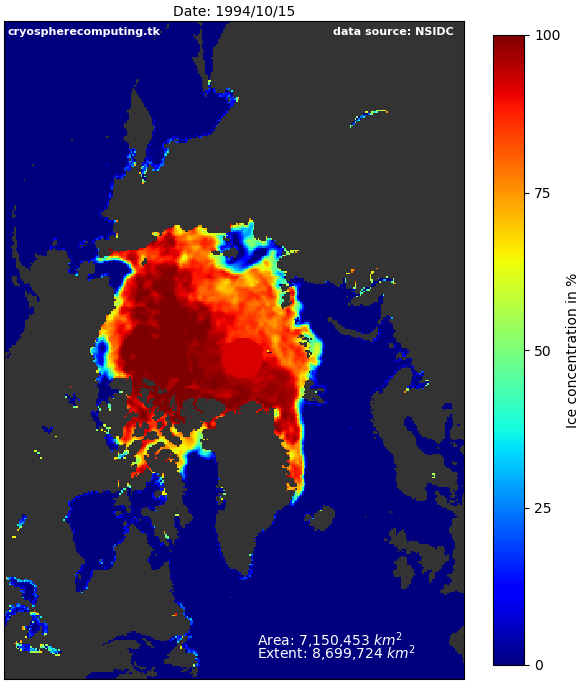 Date: 1994/10/15
cryospherecomputing.tk
data source: NSIDC
100
75
50
25
0
Ice concentration in %
Area: 7,150,453 km²
Extent: 8,699,724 km²